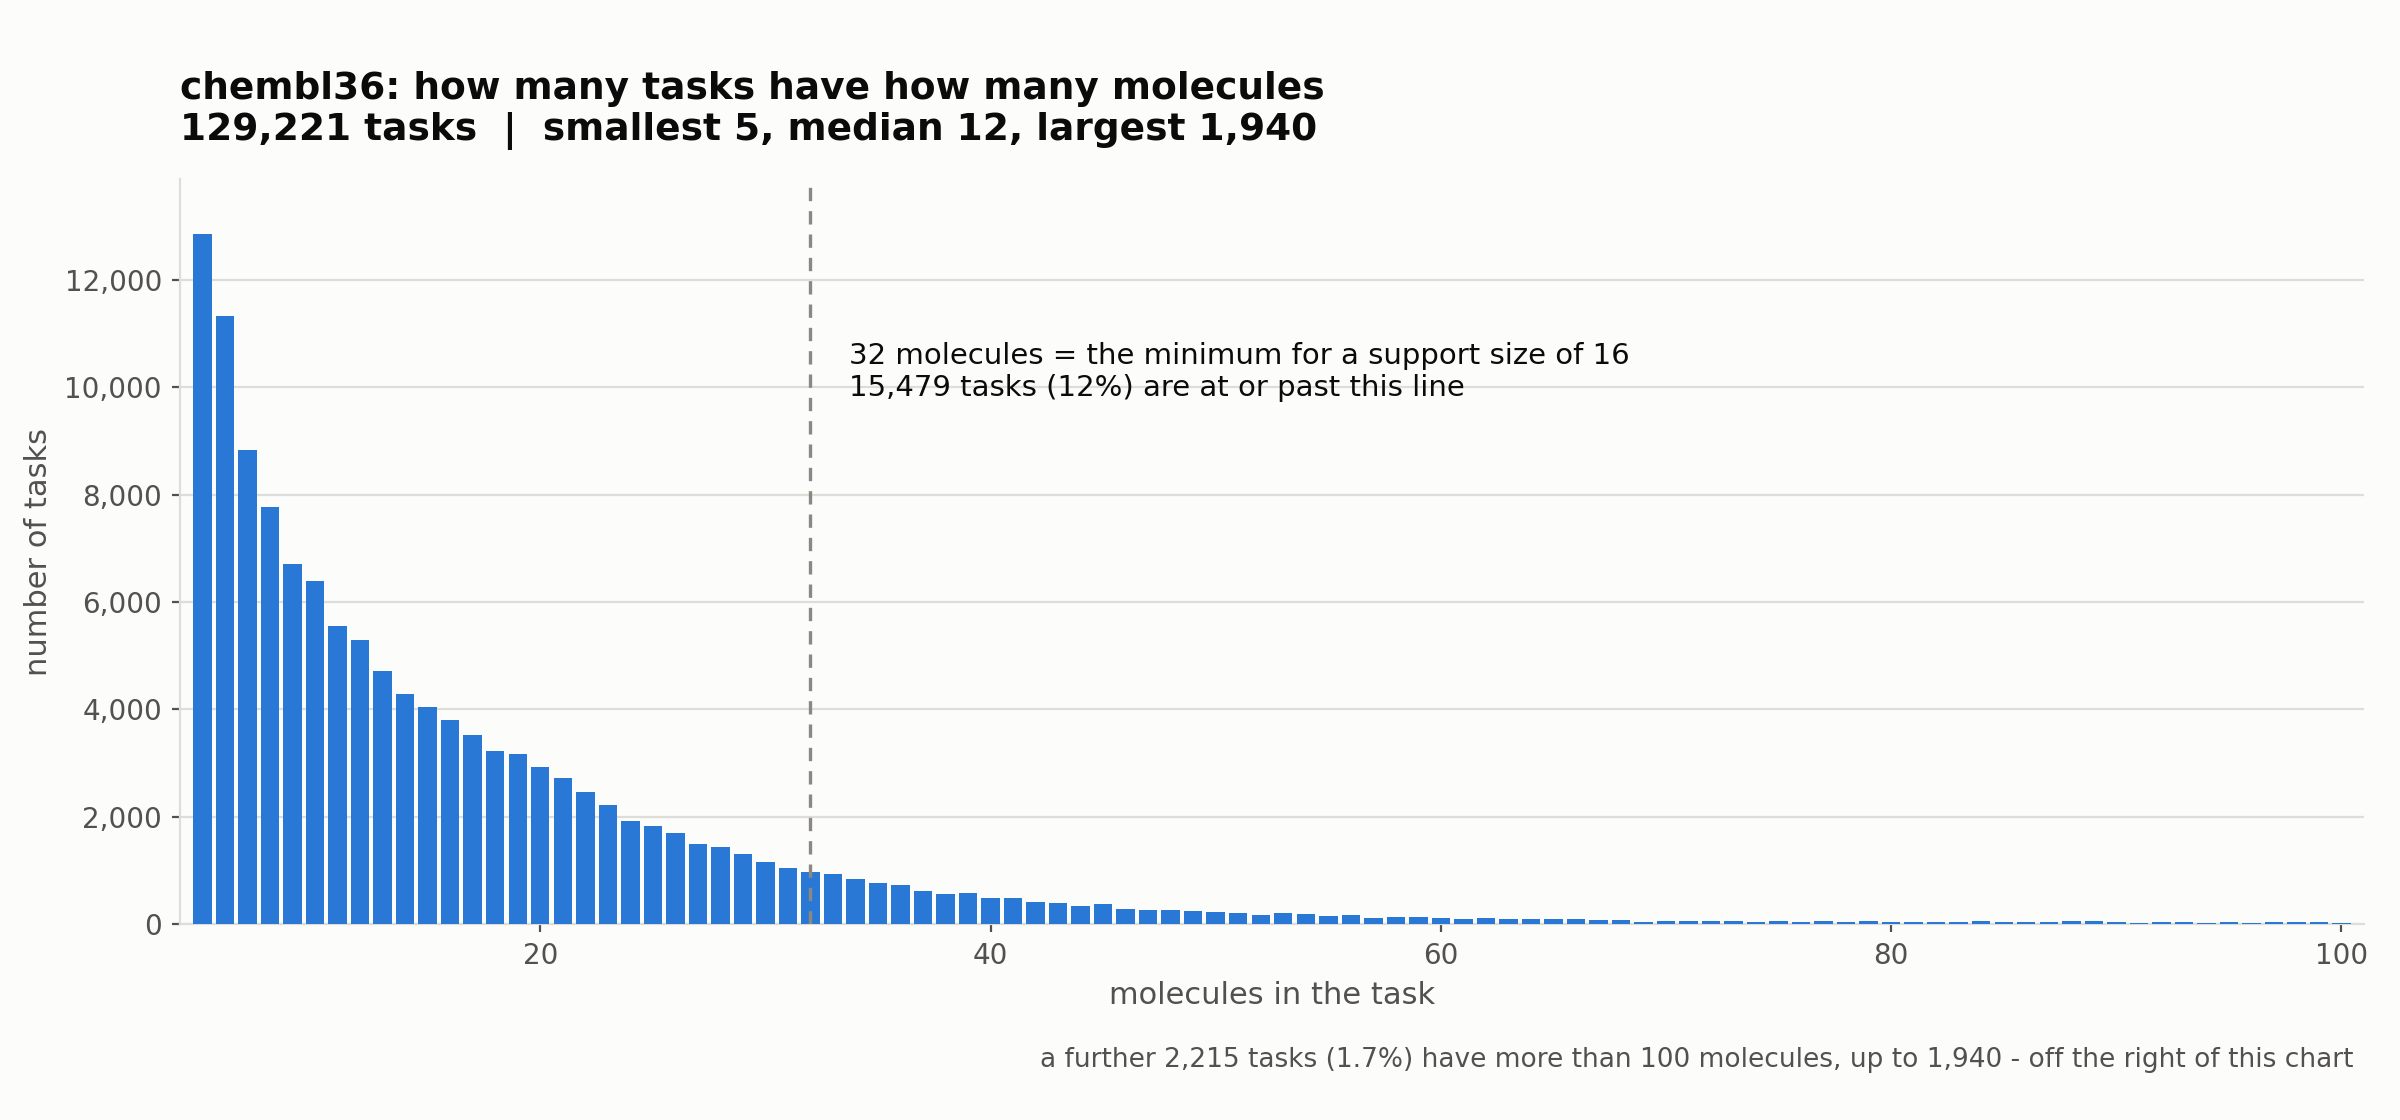 chembl36: how many tasks have how many molecules
129,221 tasks | smallest 5, median 12, largest 1,940
12,000
10,000
8,000
6,000
4,000
2,000
0
number of tasks
32 molecules = the minimum for a support size of 16
15,479 tasks (12%) are at or past this line
20
40
60
80
100
molecules in the task
a further 2,215 tasks (1.7%) have more than 100 molecules, up to 1,940 - off the right of this chart